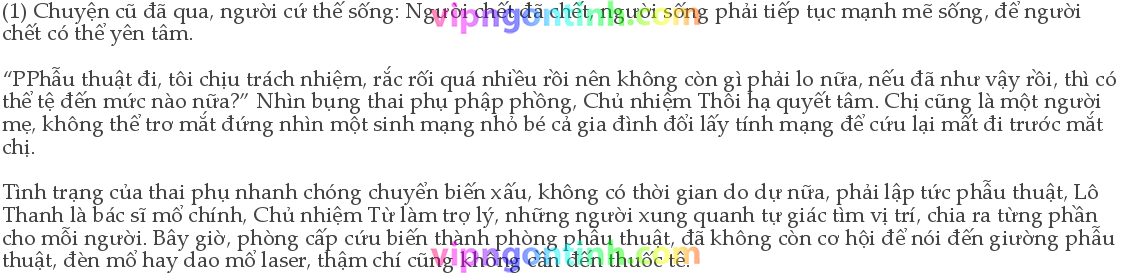 (1) Chuyện cũ đã qua, người cứ thế sống: Người chết đã chết, người sống phải tiếp tục mạnh mẽ sống, để người
chết có thể yên tâm.
“PPhẫu thuật đi, tôi chịu trách nhiệm, rắc rối quá nhiều rồi nên không còn gì phải lo nữa, nếu đã như vậy rồi, thì có
thể tệ đến mức nào nữa?” Nhìn bụng thai phụ phập phồng, Chủ nhiệm Thôi hạ quyết tâm. Chị cũng là một người
mẹ, không thể trơ mắt đứng nhìn một sinh mạng nhỏ bé cả gia đình đổi lấy tính mạng để cứu lại mất đi trước mắt
chị.
Tình trạng của thai phụ nhanh chóng chuyển biến xấu, không có thời gian do dự nữa, phải lập tức phẫu thuật, Lô
Thanh là bác sĩ mổ chính, Chủ nhiệm Từ làm trợ lý, những người xung quanh tự giác tìm vị trí, chia ra từng phần
cho mỗi người. Bây giờ, phòng cấp cứu biến thành phòng phẫu thuật, đã không còn cơ hội để nói đến giường phẫu
thuật, đèn mổ hay dao mổ laser, thậm chí cũng không cần đến thuốc tê.
vipngontinh.com
vipngontinh.com